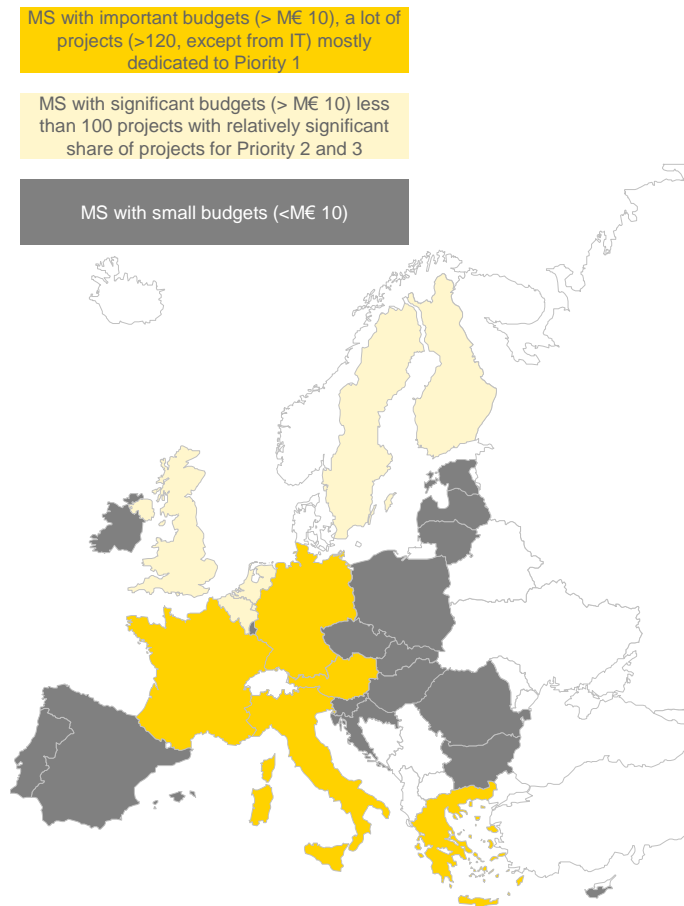 MS with important budgets (> M€ 10), a lot of
projects (>120, except from IT) mostly
dedicated to Piority 1
MS with significant budgets (> M€ 10) less
than 100 projects with relatively significant
share of projects for Priority 2 and 3
MS with small budgets (<M€ 10)